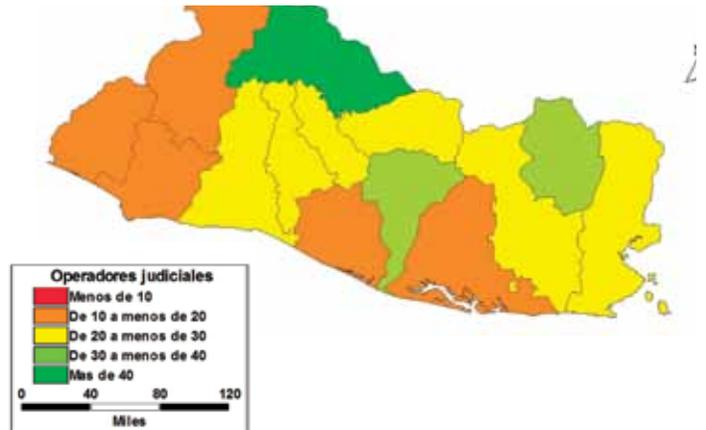 Operadores judiciales
Menos de 10
De 10 a menos de 20
De 20 a menos de 30
De 30 a menos de 40
Mas de 40
0 40 80 120
Miles